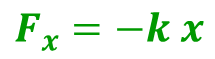 Fₓ = −k x